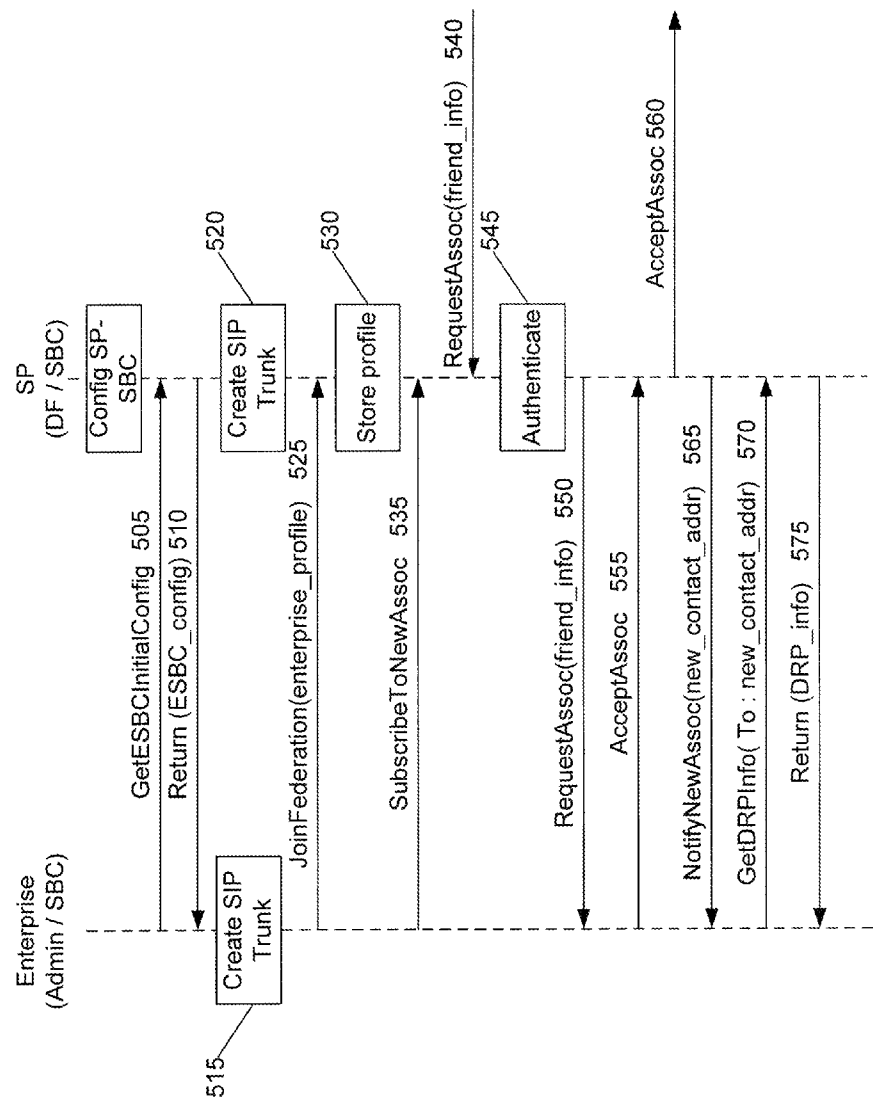 Enterprise
(Admin / SBC)
SP
(DF / SBC)
Config SP-
SBC
GetESBCInitialConfig 505
Return (ESBC_config) 510
Create SIP
Trunk
515
Create SIP
Trunk
520
JoinFederation(enterprise_profile) 525
Store profile
530
SubscribeToNewAssoc 535
RequestAssoc(friend_info) 540
Authenticate
545
RequestAssoc(friend_info) 550
AcceptAssoc 555
AcceptAssoc 560
NotifyNewAssoc(new_contact_addr) 565
GetDRPInfo( To : new_contact_addr) 570
Return (DRP_info) 575